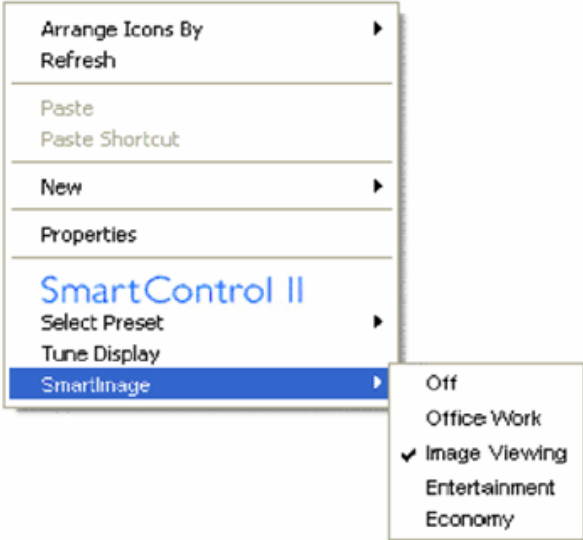 Arrange Icons By
Refresh
Paste
Paste Shortcut
New
Properties
SmartControl II
Select Preset
Tune Display
SmartImage
Off
Office Work
Image Viewing
Entertainment
Economy